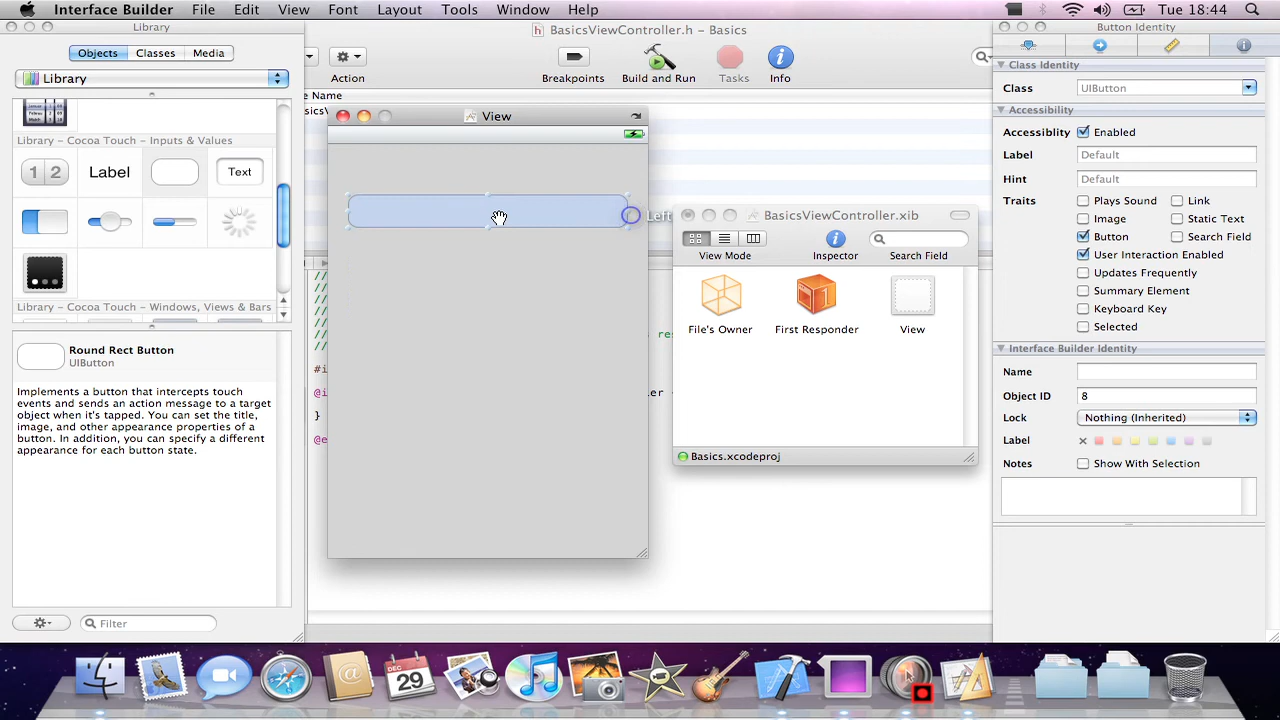 Interface Builder File Edit View Font Layout Tools Window Help Tue 18:44
Library
Objects Classes Media
Library
Library – Cocoa Touch – Inputs & Values
1 2 Label Text
Library – Cocoa Touch – Windows, Views & Bars
Round Rect Button
UIButton
Implements a button that intercepts touch
events and sends an action message to a target
object when it's tapped. You can set the title,
image, and other appearance properties of a
button. In addition, you can specify a different
appearance for each button state.
Filter
BasicsViewController.h – Basics
Action Breakpoints Build and Run Tasks Info
e Name
View
Left
BasicsViewController.xib
View Mode Inspector Search Field
File's Owner First Responder View
Basics.xcodeproj
//
//
//
//
//
//
#i
@i
}
@e
Button Identity
Class Identity
Class UIButton
Accessibility
Accessiblity Enabled
Label Default
Hint Default
Traits Plays Sound Link
Image Static Text
Button Search Field
User Interaction Enabled
Updates Frequently
Summary Element
Keyboard Key
Selected
Interface Builder Identity
Name
Object ID 8
Lock Nothing (Inherited)
Label
Notes Show With Selection
DEC
29